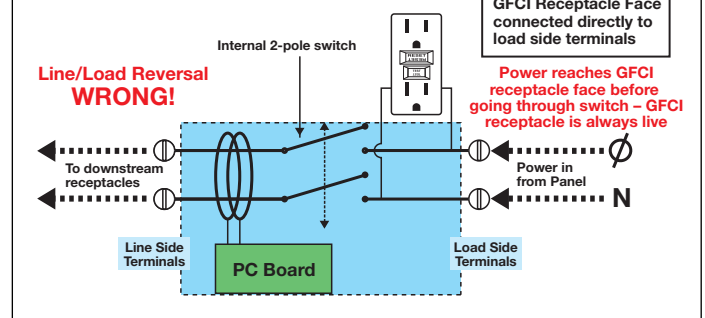 GFCI Receptacle Face
connected directly to
load side terminals
Internal 2-pole switch
Line/Load Reversal
WRONG!
RESET
Power reaches GFCI
receptacle face before
going through switch – GFCI
receptacle is always live
To downstream
receptacles
Power in
from Panel
N
Line Side
Terminals
PC Board
Load Side
Terminals